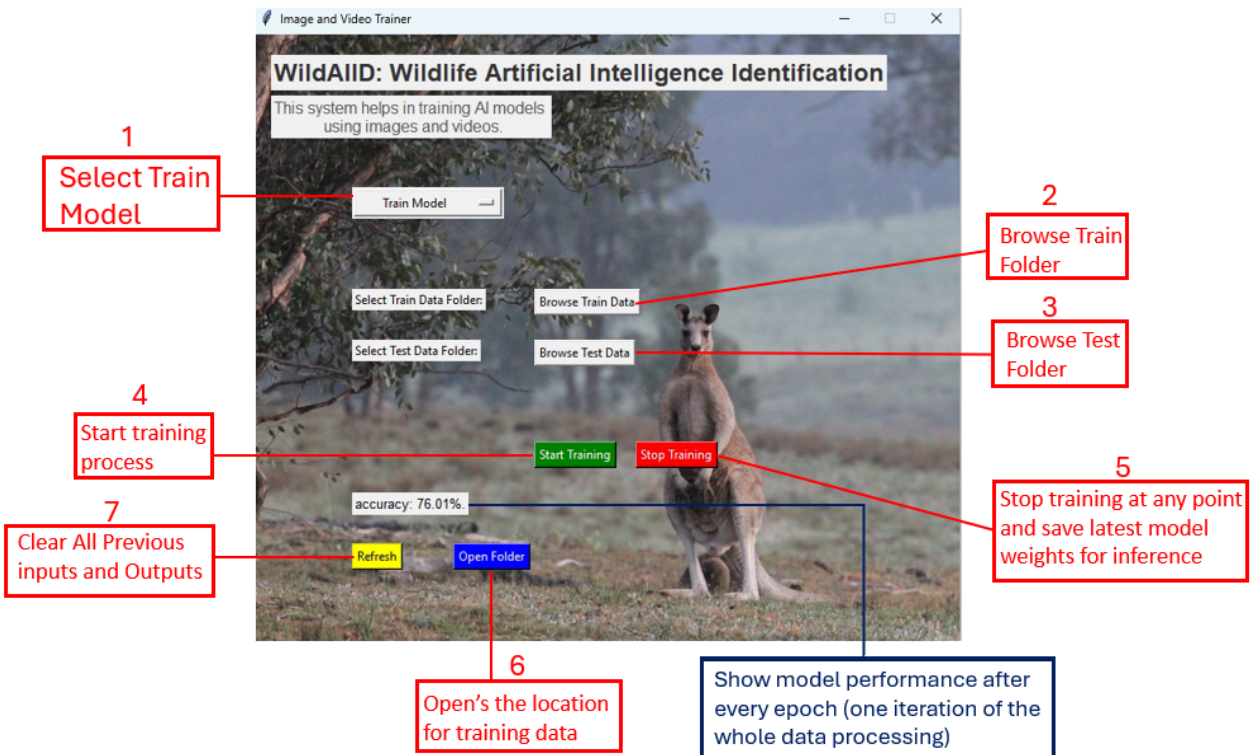 Image and Video Trainer
WildAIID: Wildlife Artificial Intelligence Identification
This system helps in training AI models
using images and videos.
1
Select Train
Model
Train Model
2
Browse Train
Folder
Select Train Data Folder:
Browse Train Data
3
Browse Test
Folder
Select Test Data Folder:
Browse Test Data
4
Start training
process
Start Training
Stop Training
5
Stop training at any point
and save latest model
weights for inference
accuracy: 76.01%.
7
Clear All Previous
inputs and Outputs
Refresh
Open Folder
6
Open's the location
for training data
Show model performance after
every epoch (one iteration of the
whole data processing)